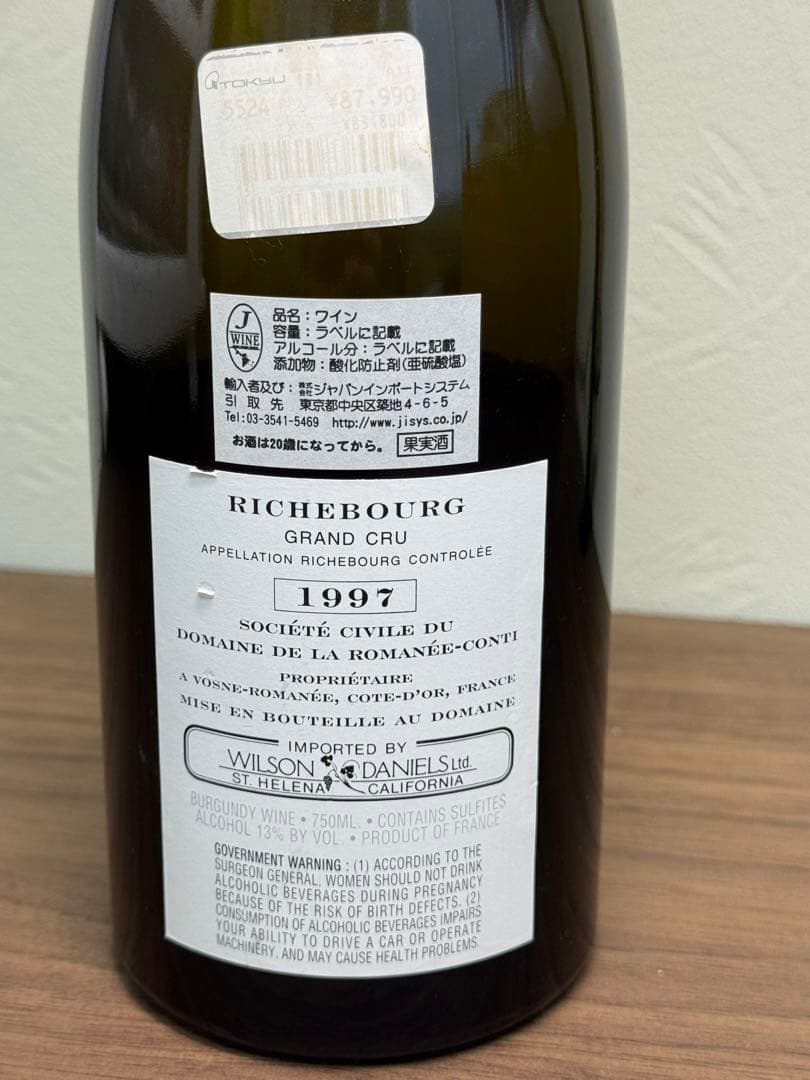 TOKYU
5524 ¥87,990
¥83,800
J
WINE
品名：ワイン
容量：ラベルに記載
アルコール分：ラベルに記載
添加物：酸化防止剤(亜硫酸塩)
輸入者及び：株式会社ジャパンインポートシステム
引取先 東京都中央区築地4-6-5
Tel:03-3541-5469 http://www.jisys.co.jp/
お酒は20歳になってから。 果実酒
RICHEBOURG
GRAND CRU
APPELLATION RICHEBOURG CONTROLÉE
1997
SOCIÉTÉ CIVILE DU
DOMAINE DE LA ROMANÉE-CONTI
PROPRIÉTAIRE
A VOSNE-ROMANÉE, COTE-D'OR, FRANCE
MISE EN BOUTEILLE AU DOMAINE
IMPORTED BY
WILSON DANIELS Ltd.
ST. HELENA CALIFORNIA
BURGUNDY WINE • 750ML. • CONTAINS SULFITES
ALCOHOL 13% BY VOL. • PRODUCT OF FRANCE
GOVERNMENT WARNING : (1) ACCORDING TO THE
SURGEON GENERAL, WOMEN SHOULD NOT DRINK
ALCOHOLIC BEVERAGES DURING PREGNANCY
BECAUSE OF THE RISK OF BIRTH DEFECTS. (2)
CONSUMPTION OF ALCOHOLIC BEVERAGES IMPAIRS
YOUR ABILITY TO DRIVE A CAR OR OPERATE
MACHINERY, AND MAY CAUSE HEALTH PROBLEMS.